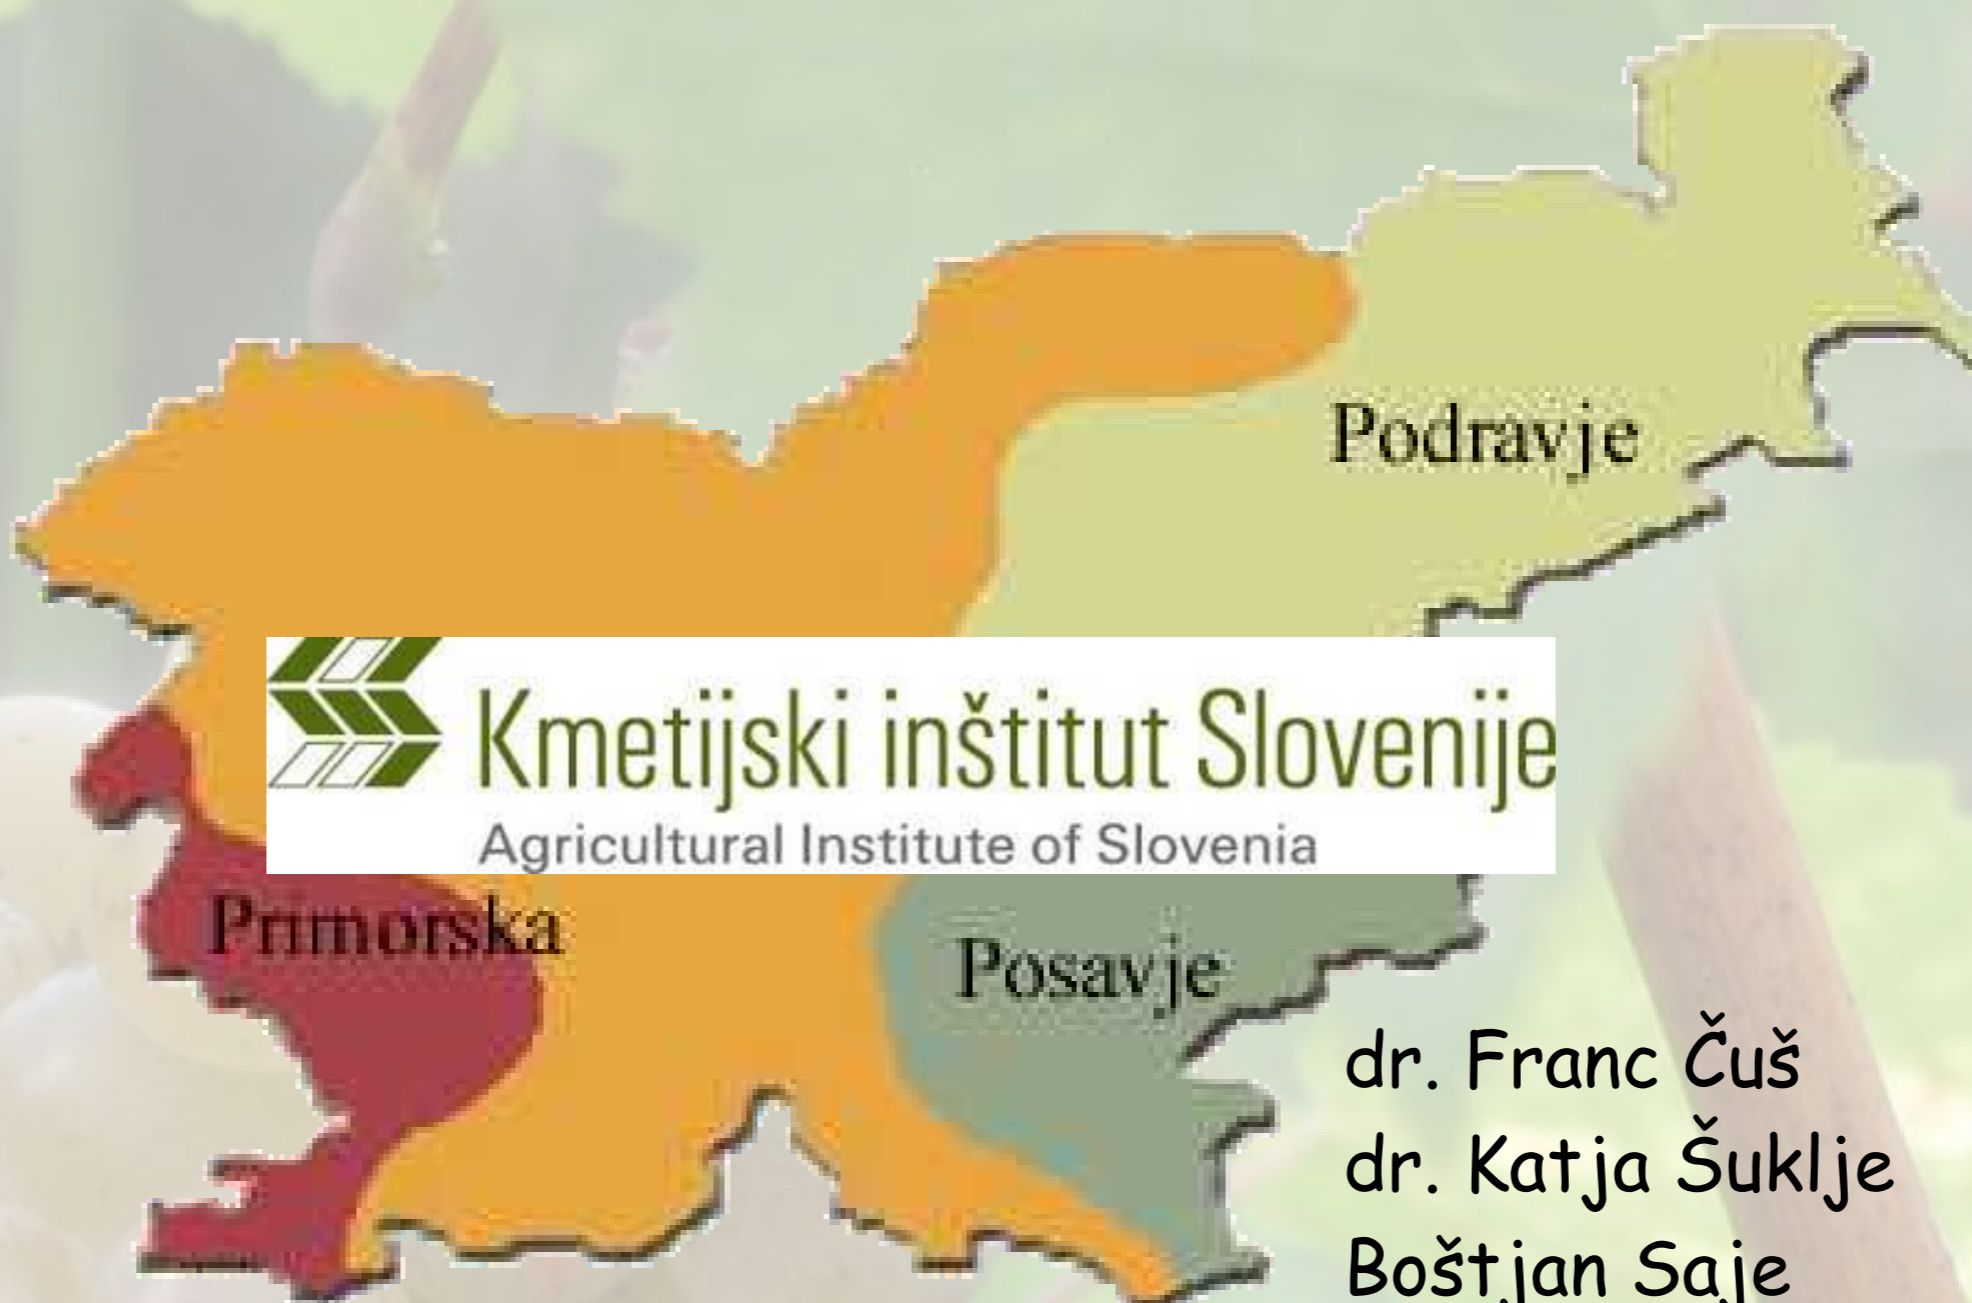 Podravje
Kmetijski inštitut Slovenije
Agricultural Institute of Slovenia
Primorska
Posavje
dr. Franc Čuš
dr. Katja Šuklje
Boštjan Saje